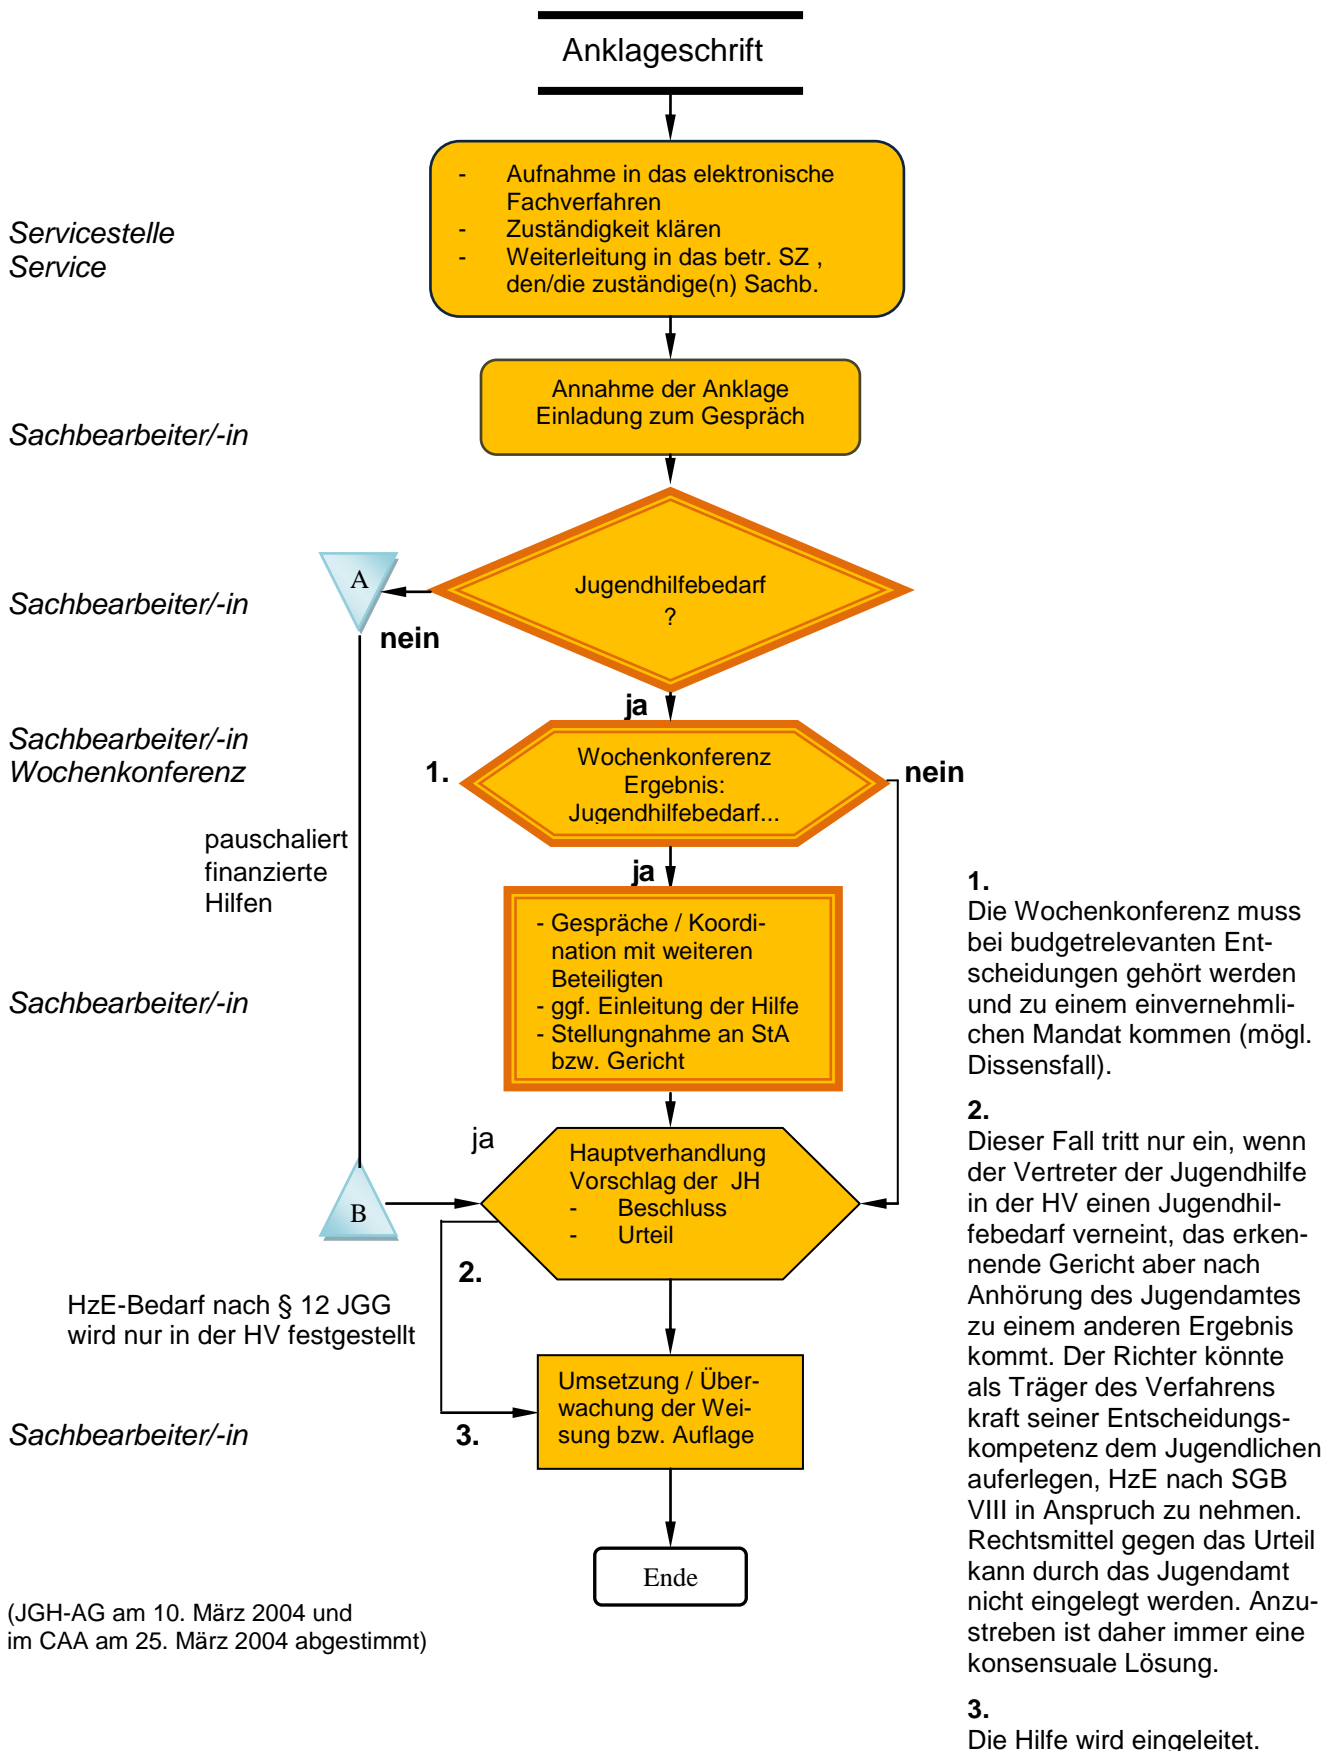 Anklageschrift
- Aufnahme in das elektronische
Fachverfahren
- Zuständigkeit klären
- Weiterleitung in das betr. SZ ,
den/die zuständige(n) Sachb.
Servicestelle
Service
Annahme der Anklage
Einladung zum Gespräch
Sachbearbeiter/-in
Jugendhilfebedarf
?
A
nein
Sachbearbeiter/-in
ja
Sachbearbeiter/-in
Wochenkonferenz
1.
Wochenkonferenz
Ergebnis:
Jugendhilfebedarf...
nein
pauschaliert
finanzierte
Hilfen
ja
- Gespräche / Koordi-
nation mit weiteren
Beteiligten
- ggf. Einleitung der Hilfe
- Stellungnahme an StA
bzw. Gericht
Sachbearbeiter/-in
ja
Hauptverhandlung
Vorschlag der JH
- Beschluss
- Urteil
B
2.
HzE-Bedarf nach § 12 JGG
wird nur in der HV festgestellt
Umsetzung / Über-
wachung der Wei-
sung bzw. Auflage
3.
Sachbearbeiter/-in
Ende
(JGH-AG am 10. März 2004 und
im CAA am 25. März 2004 abgestimmt)
1.
Die Wochenkonferenz muss
bei budgetrelevanten Ent-
scheidungen gehört werden
und zu einem einvernehmli-
chen Mandat kommen (mögl.
Dissensfall).
2.
Dieser Fall tritt nur ein, wenn
der Vertreter der Jugendhilfe
in der HV einen Jugendhil-
febedarf verneint, das erken-
nende Gericht aber nach
Anhörung des Jugendamtes
zu einem anderen Ergebnis
kommt. Der Richter könnte
als Träger des Verfahrens
kraft seiner Entscheidungs-
kompetenz dem Jugendlichen
auferlegen, HzE nach SGB
VIII in Anspruch zu nehmen.
Rechtsmittel gegen das Urteil
kann durch das Jugendamt
nicht eingelegt werden. Anzu-
streben ist daher immer eine
konsensuale Lösung.
3.
Die Hilfe wird eingeleitet.